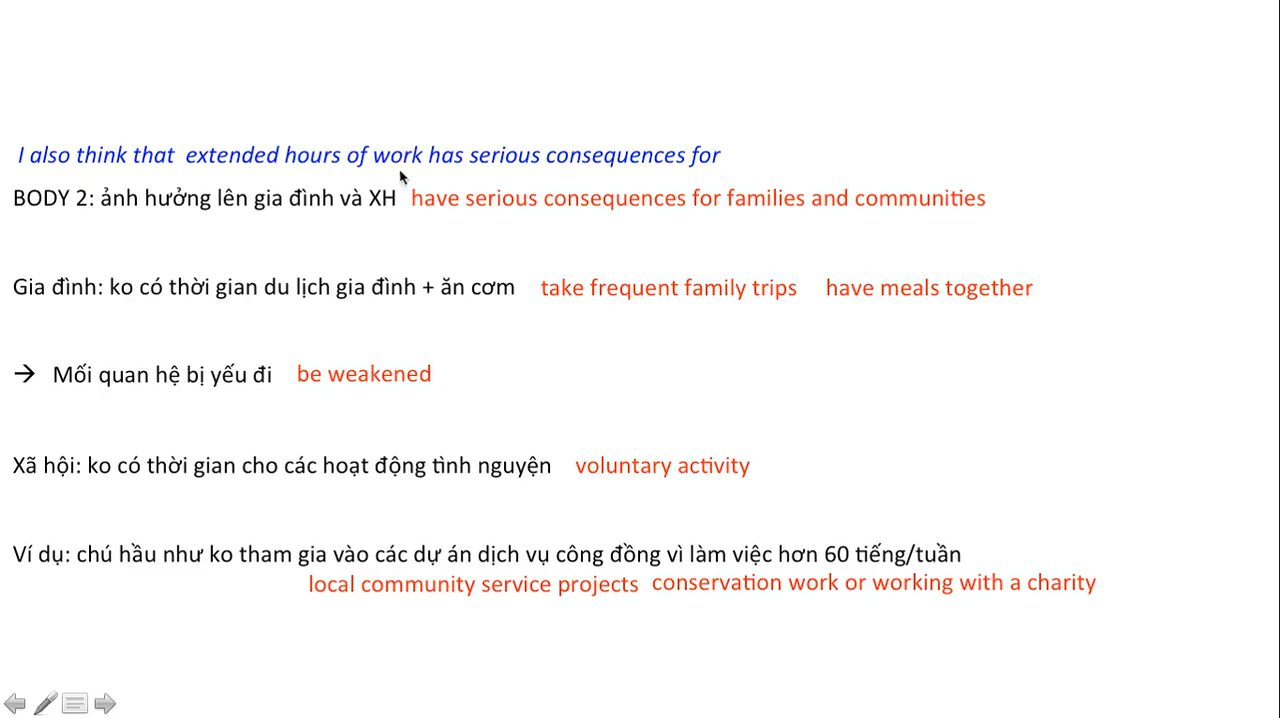 I also think that extended hours of work has serious consequences for
BODY 2: ảnh hưởng lên gia đình và XH have serious consequences for families and communities
Gia đình: ko có thời gian du lịch gia đình + ăn cơm take frequent family trips have meals together
→ Mối quan hệ bị yếu đi be weakened
Xã hội: ko có thời gian cho các hoạt động tình nguyện voluntary activity
Ví dụ: chú hầu như ko tham gia vào các dự án dịch vụ công đồng vì làm việc hơn 60 tiếng/tuần
local community service projects conservation work or working with a charity